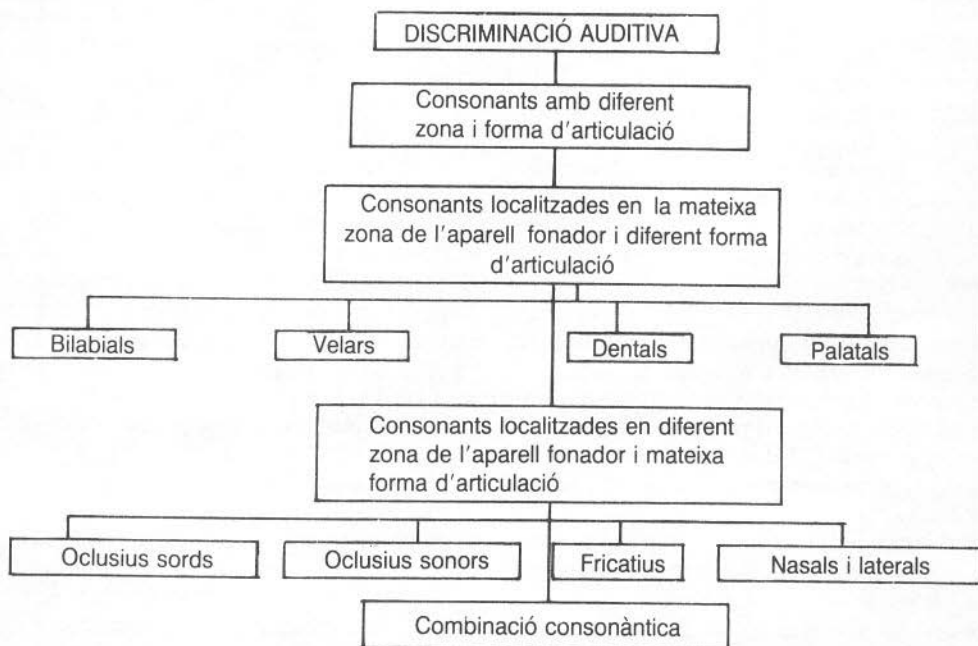 DISCRIMINACIÓ AUDITIVA
Consonants amb diferent
zona i forma d'articulació
Consonants localitzades en la mateixa
zona de l'aparell fonador i diferent forma
d'articulació
Bilabials
Velars
Dentals
Palatals
Consonants localitzades en diferent
zona de l'aparell fonador i mateixa
forma d'articulació
Oclusius sords
Oclusius sonors
Fricatius
Nasals i laterals
Combinació consonàntica